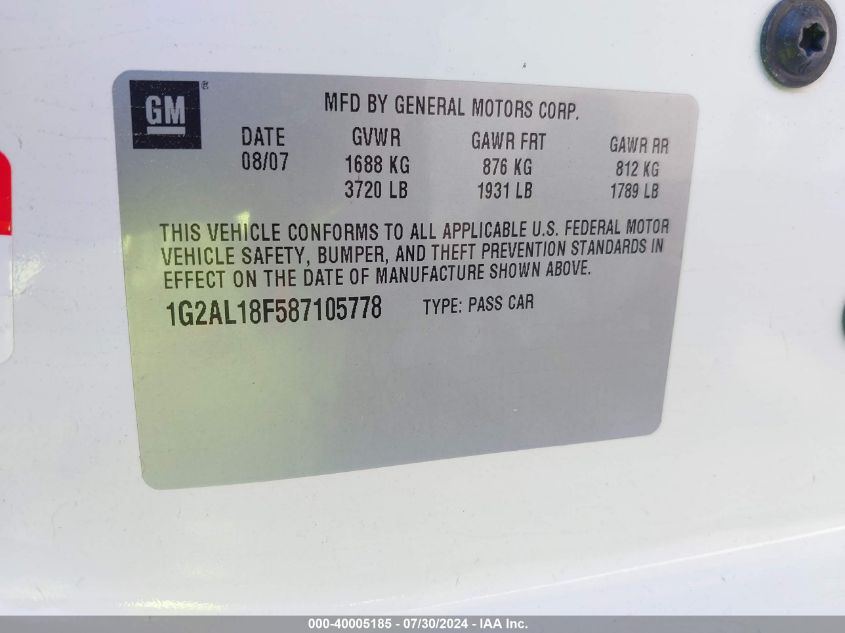 GM®
MFD BY GENERAL MOTORS CORP.
DATE GVWR GAWR FRT GAWR RR
08/07 1688 KG 876 KG 812 KG
3720 LB 1931 LB 1789 LB
THIS VEHICLE CONFORMS TO ALL APPLICABLE U.S. FEDERAL MOTOR
VEHICLE SAFETY, BUMPER, AND THEFT PREVENTION STANDARDS IN
EFFECT ON THE DATE OF MANUFACTURE SHOWN ABOVE.
1G2AL18F587105778 TYPE: PASS CAR
000-40005185 - 07/30/2024 - IAA Inc.